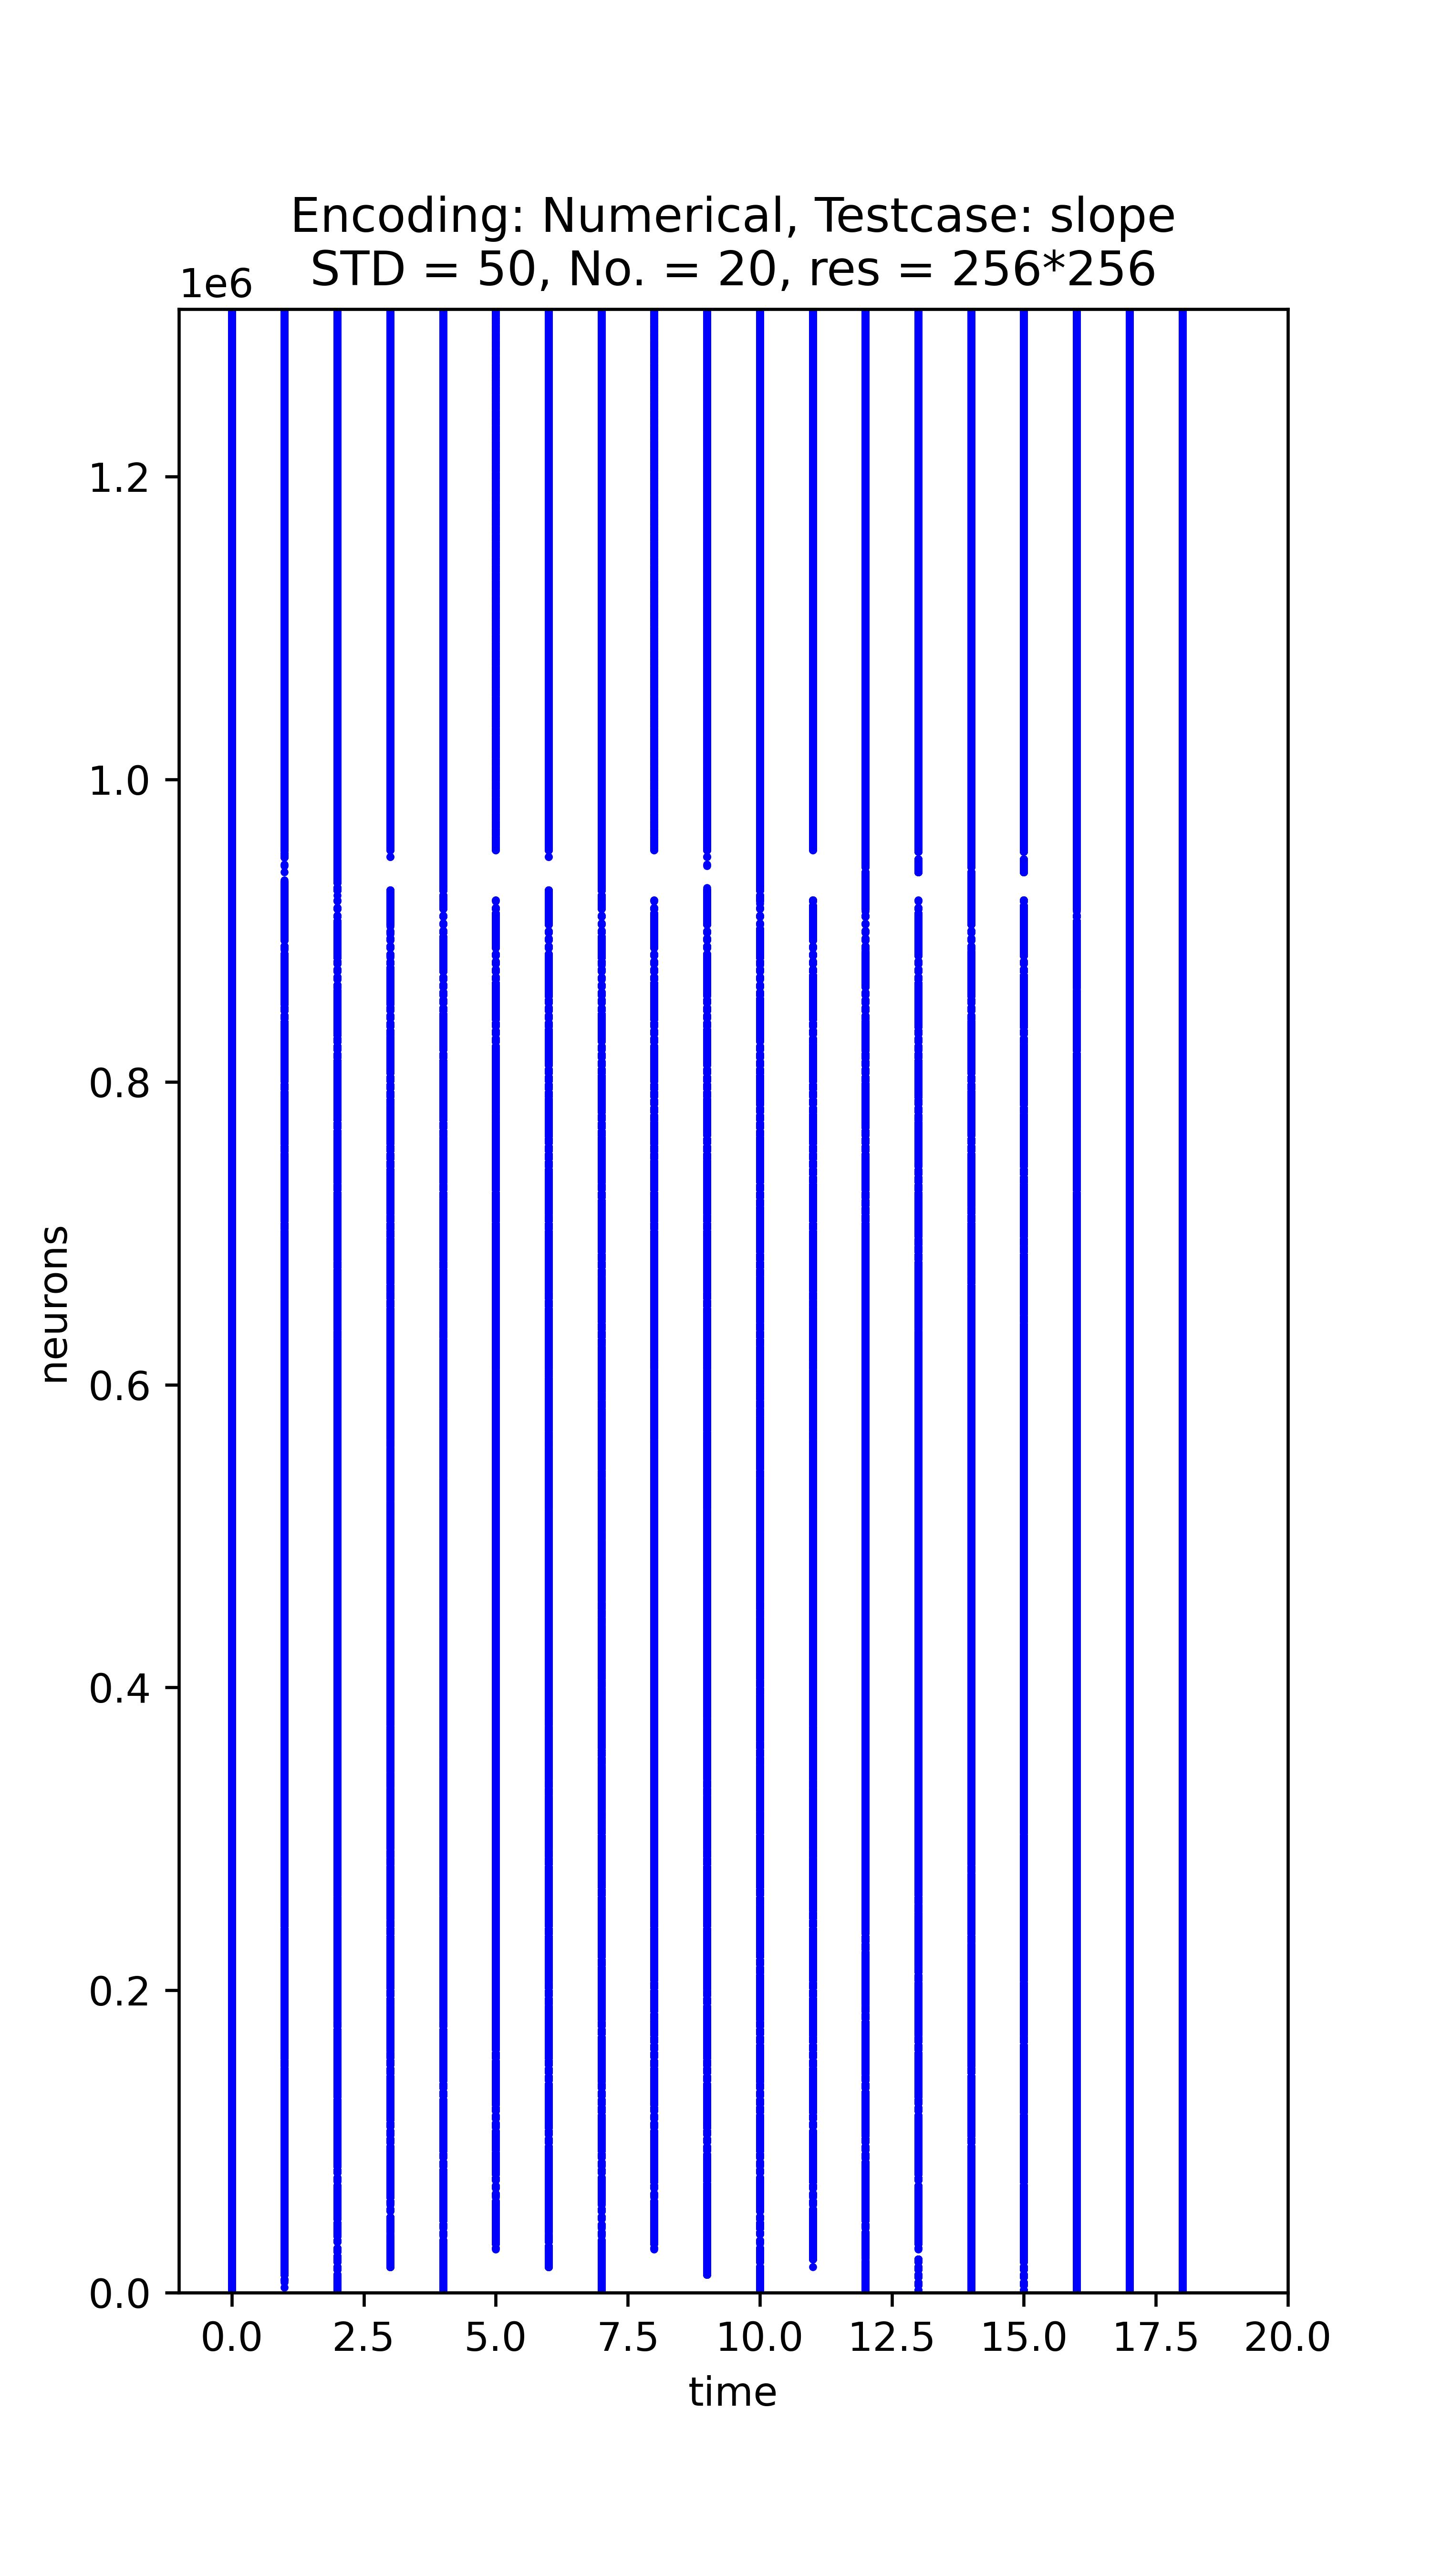 Encoding: Numerical, Testcase: slope
STD = 50, No. = 20, res = 256*256
1e6
1.2
1.0
0.8
0.6
0.4
0.2
0.0
neurons
0.0 2.5 5.0 7.5 10.0 12.5 15.0 17.5 20.0
time